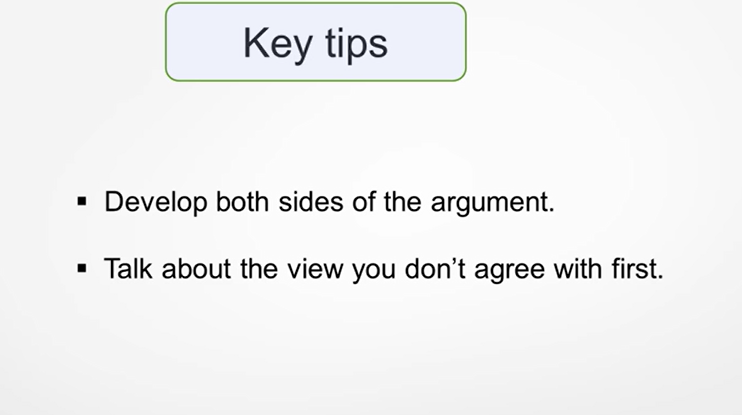 Key tips
▪ Develop both sides of the argument.
▪ Talk about the view you don’t agree with first.